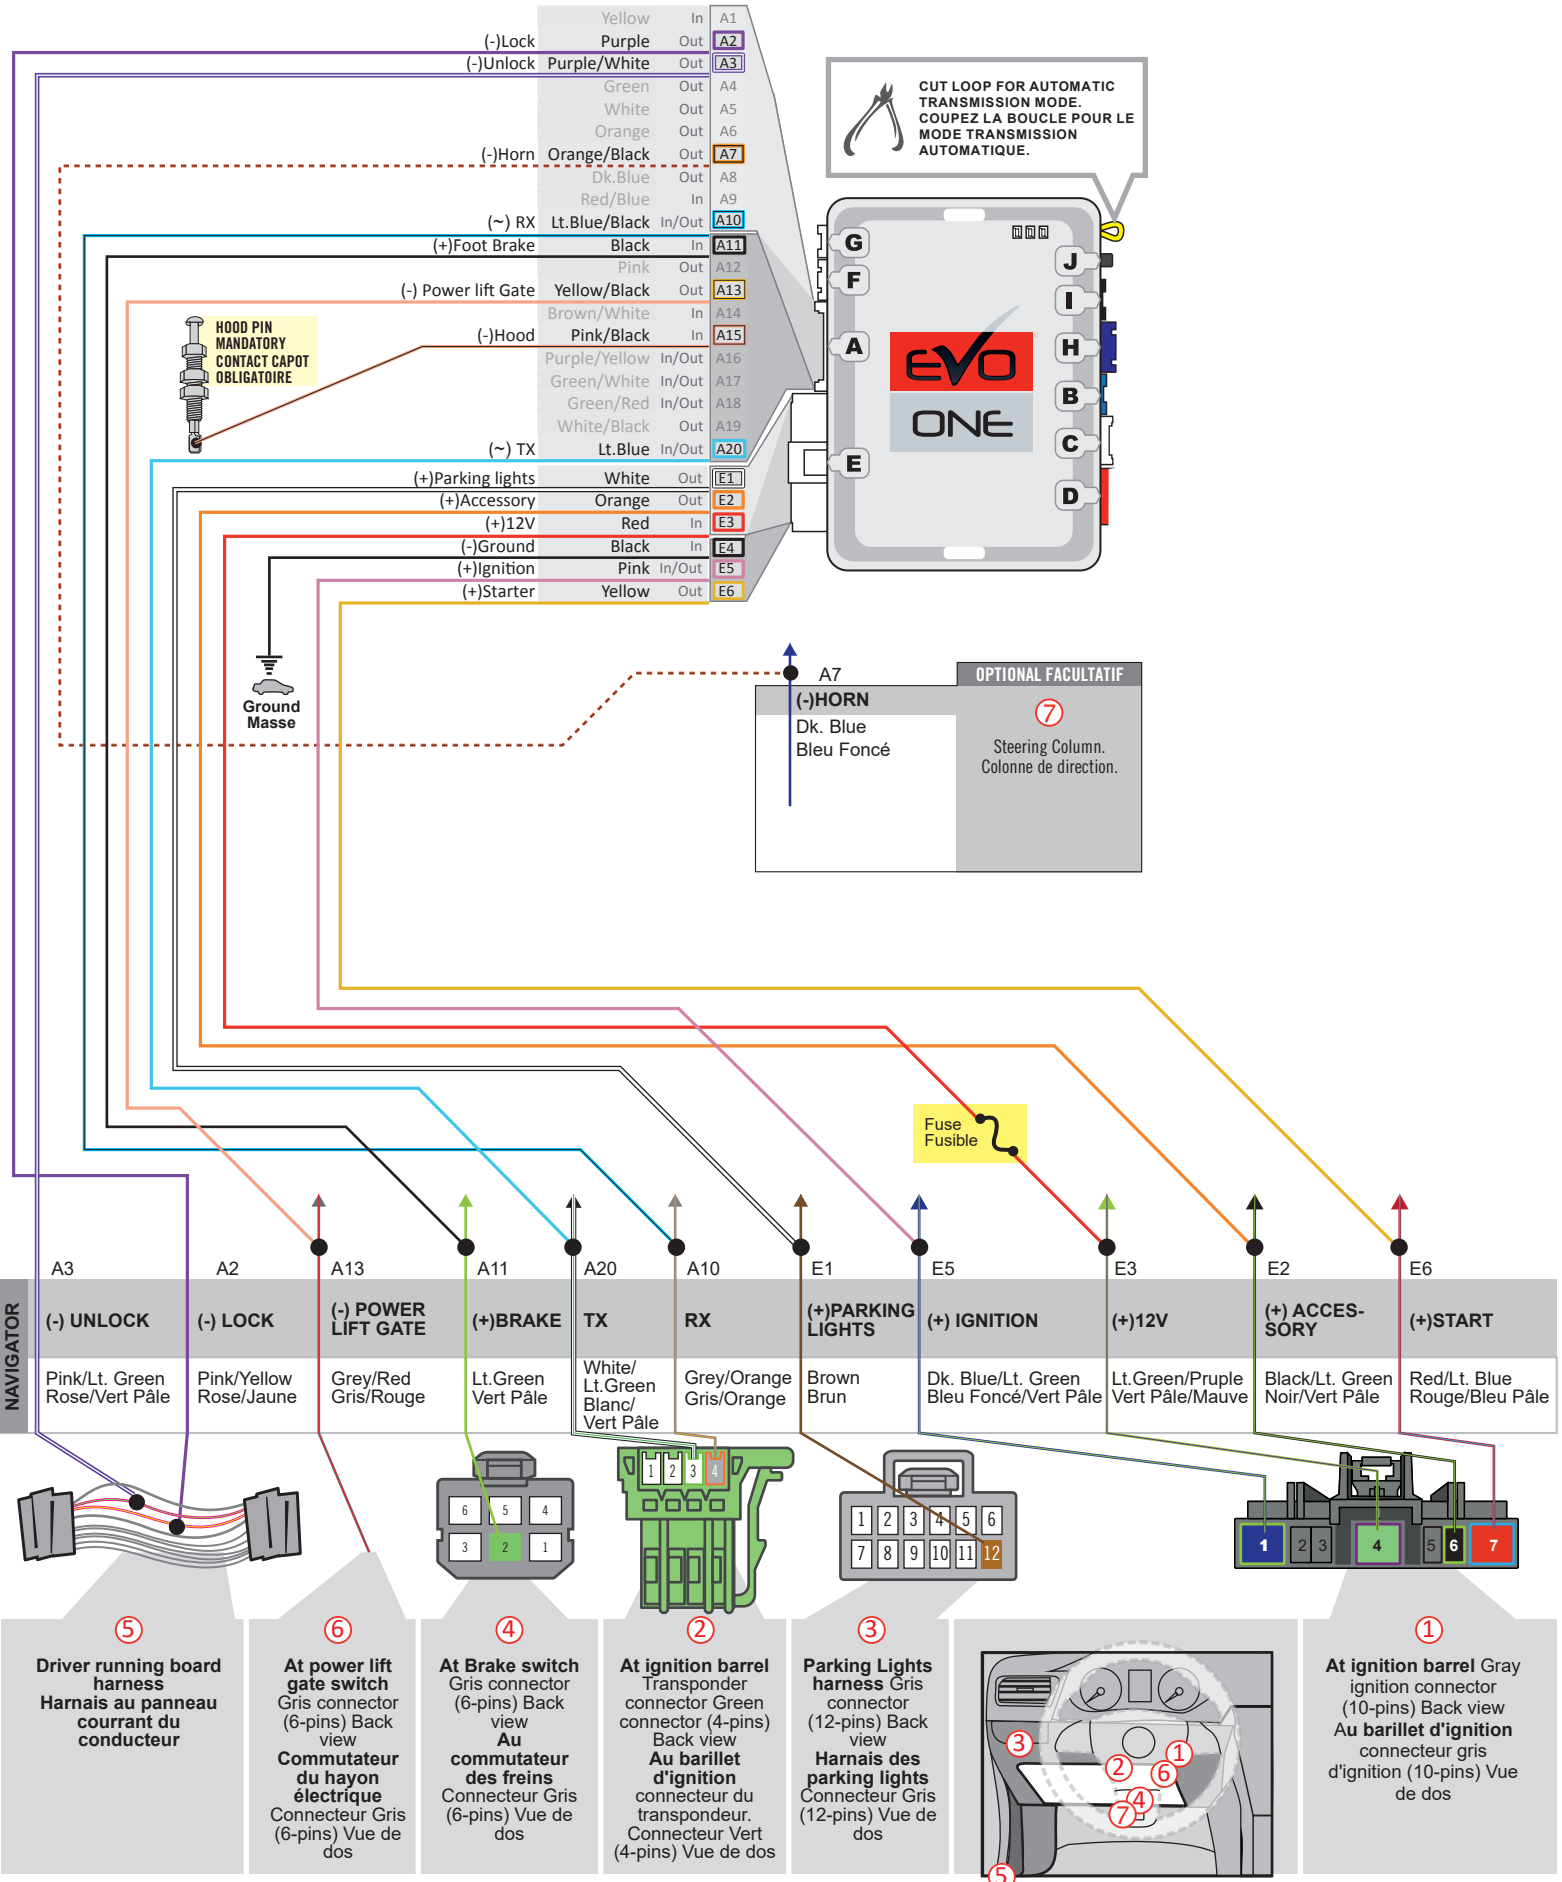 Yellow In A1
(-)Lock Purple Out A2
(-)Unlock Purple/White Out A3
Green Out A4
White Out A5
Orange Out A6
(-)Horn Orange/Black Out A7
Dk.Blue Out A8
Red/Blue In A9
(~) RX Lt.Blue/Black In/Out A10
(+)Foot Brake Black In A11
Pink Out A12
(-) Power lift Gate Yellow/Black Out A13
Brown/White In A14
(-)Hood Pink/Black In A15
Purple/Yellow In/Out A16
Green/White In/Out A17
Green/Red In/Out A18
White/Black Out A19
(~) TX Lt.Blue In/Out A20
(+)Parking lights White Out E1
(+)Accessory Orange Out E2
(+)12V Red In E3
(-)Ground Black In E4
(+)Ignition Pink In/Out E5
(+)Starter Yellow Out E6
HOOD PIN
MANDATORY
CONTACT CAPOT
OBLIGATOIRE
CUT LOOP FOR AUTOMATIC
TRANSMISSION MODE.
COUPEZ LA BOUCLE POUR LE
MODE TRANSMISSION
AUTOMATIQUE.
G
F
A
E
J
I
H
B
C
D
EVO
ONE
Ground
Masse
A7
(-)HORN
Dk. Blue
Bleu Foncé
OPTIONAL FACULTATIF
7
Steering Column.
Colonne de direction.
Fuse
Fusible
NAVIGATOR
A3
(-) UNLOCK
Pink/Lt. Green
Rose/Vert Pâle
A2
(-) LOCK
Pink/Yellow
Rose/Jaune
A13
(-) POWER
LIFT GATE
Grey/Red
Gris/Rouge
A11
(+)BRAKE
Lt.Green
Vert Pâle
A20
TX
White/
Lt.Green
Blanc/
Vert Pâle
A10
RX
Grey/Orange
Gris/Orange
E1
(+)PARKING
LIGHTS
Brown
Brun
E5
(+) IGNITION
Dk. Blue/Lt. Green
Bleu Foncé/Vert Pâle
E3
(+)12V
Lt.Green/Pruple
Vert Pâle/Mauve
E2
(+) ACCES-
SORY
Black/Lt. Green
Noir/Vert Pâle
E6
(+)START
Red/Lt. Blue
Rouge/Bleu Pâle
6 5 4
3 2 1
1 2 3 4
1 2 3 4 5 6
7 8 9 10 11 12
1 2 3 4 5 6 7
5
Driver running board
harness
Harnais au panneau
courrant du
conducteur
6
At power lift
gate switch
Gris connector
(6-pins) Back
view
Commutateur
du hayon
électrique
Connecteur Gris
(6-pins) Vue de
dos
4
At Brake switch
Gris connector
(6-pins) Back
view
Au
commutateur
des freins
Connecteur Gris
(6-pins) Vue de
dos
2
At ignition barrel
Transponder
connector Green
connector (4-pins)
Back view
Au barillet
d'ignition
connecteur du
transpondeur.
Connecteur Vert
(4-pins) Vue de dos
3
Parking Lights
harness Gris
connector
(12-pins) Back
view
Harnais des
parking lights
Connecteur Gris
(12-pins) Vue de
dos
3
1
2
6
4
7
5
1
At ignition barrel Gray
ignition connector
(10-pins) Back view
Au barillet d'ignition
connecteur gris
d'ignition (10-pins) Vue
de dos